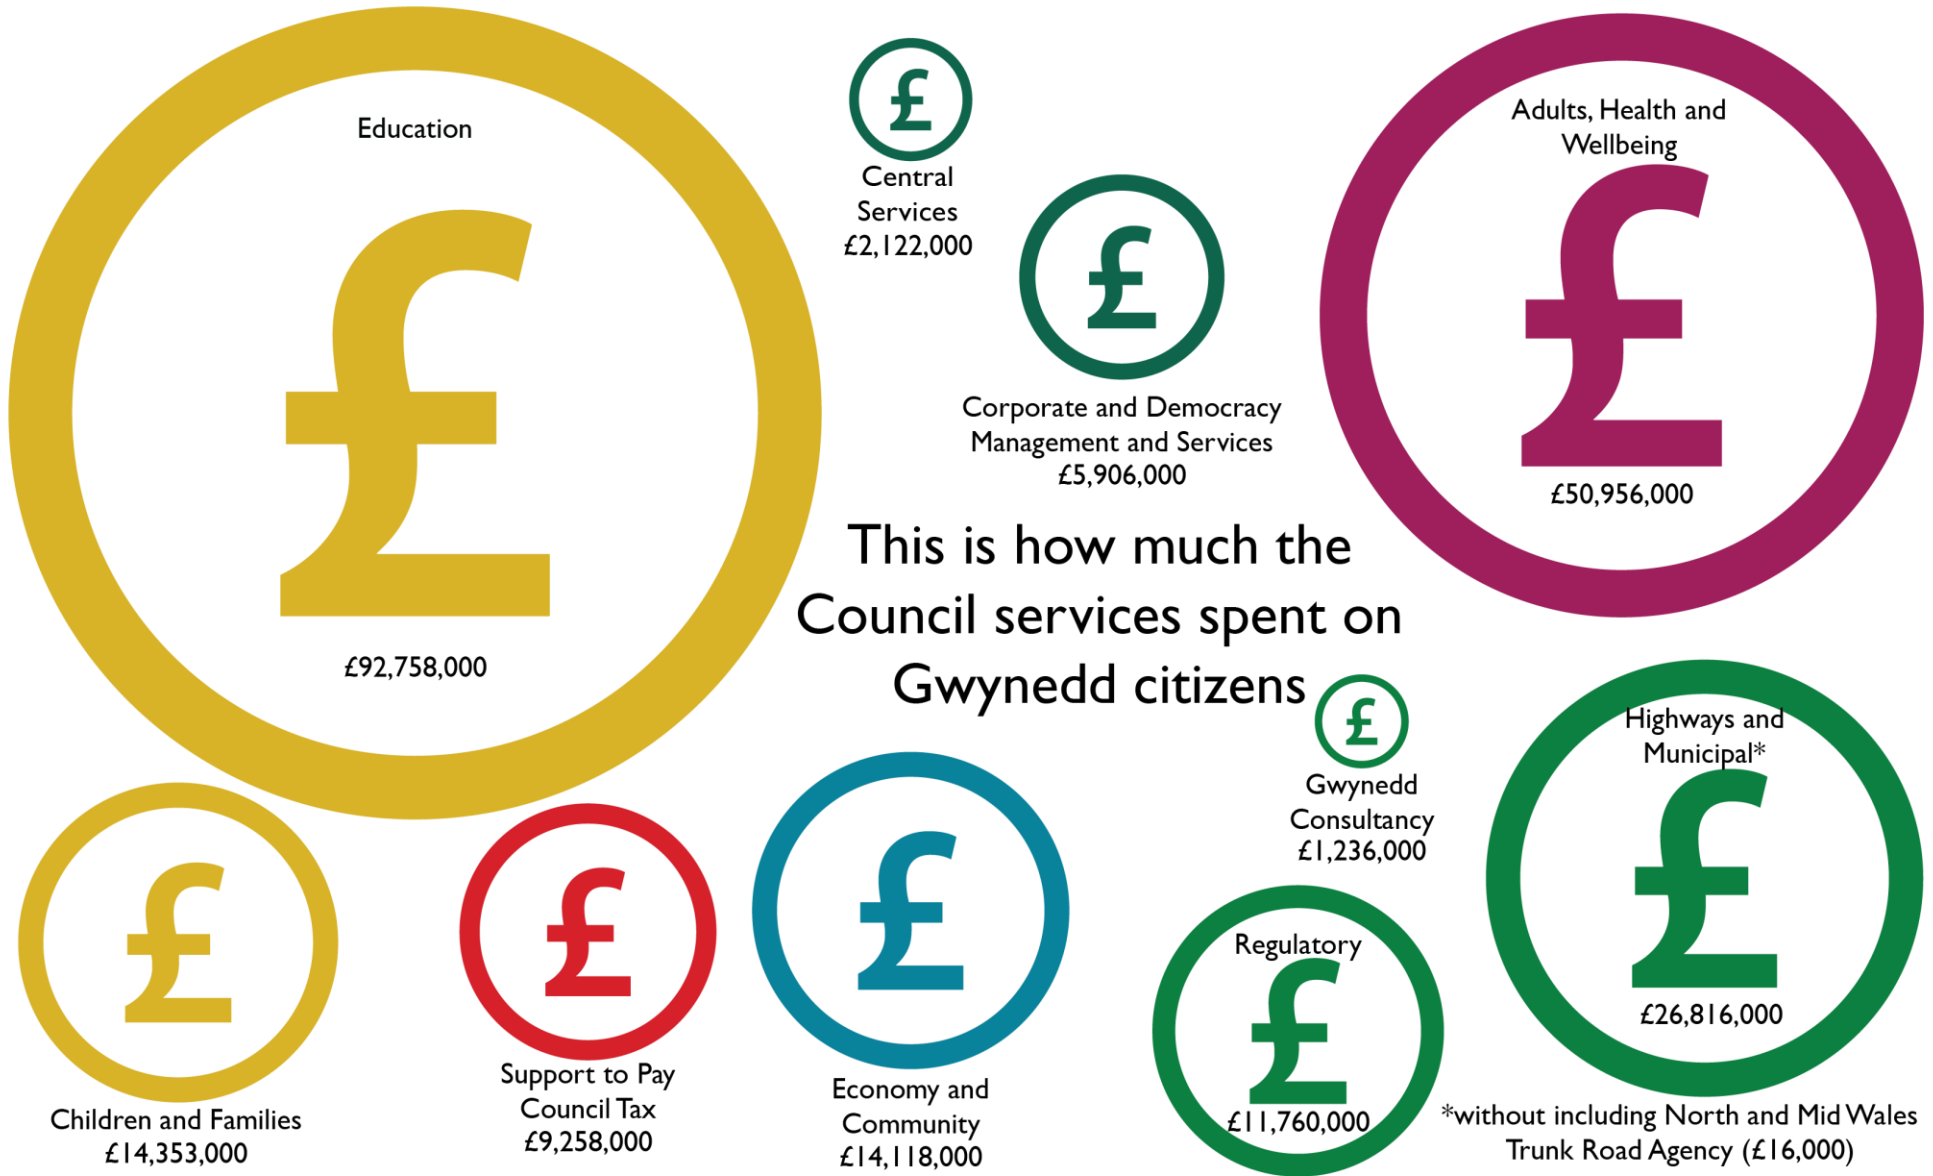 Education
£
£92,758,000
£
Central
Services
£2,122,000
£
Corporate and Democracy
Management and Services
£5,906,000
Adults, Health and
Wellbeing
£
£50,956,000
This is how much the
Council services spent on
Gwynedd citizens
£
Gwynedd
Consultancy
£1,236,000
Highways and
Municipal*
£
£26,816,000
*without including North and Mid Wales
Trunk Road Agency (£16,000)
£
Children and Families
£14,353,000
£
Support to Pay
Council Tax
£9,258,000
£
Economy and
Community
£14,118,000
Regulatory
£
£11,760,000